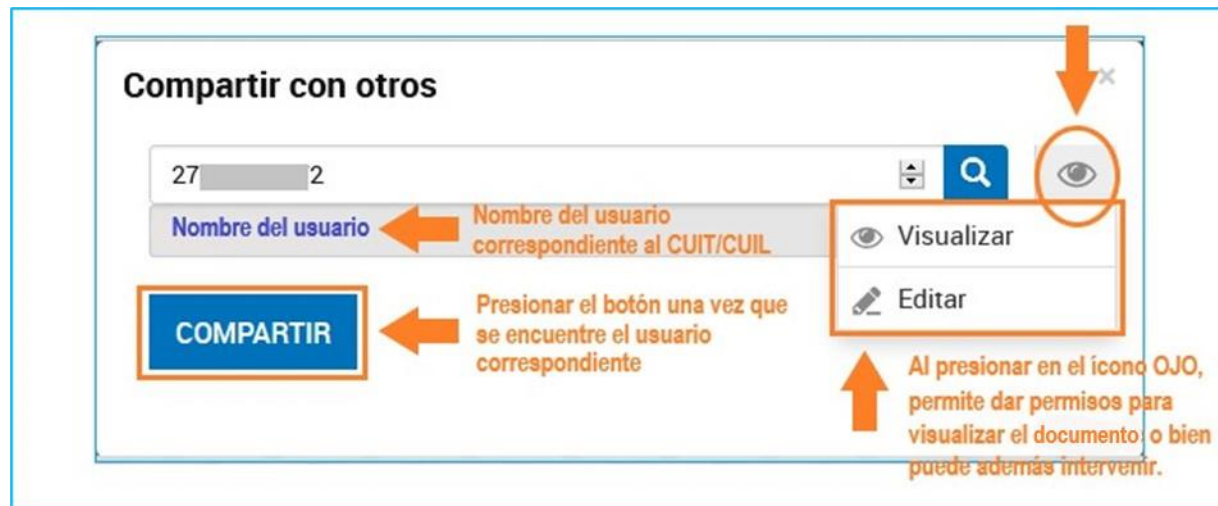 Compartir con otros
×
27 2
Nombre del usuario
Nombre del usuario
correspondiente al CUIT/CUIL
Visualizar
Editar
COMPARTIR
Presionar el botón una vez que
se encuentre el usuario
correspondiente
Al presionar en el ícono OJO,
permite dar permisos para
visualizar el documento o bien
puede además intervenir.